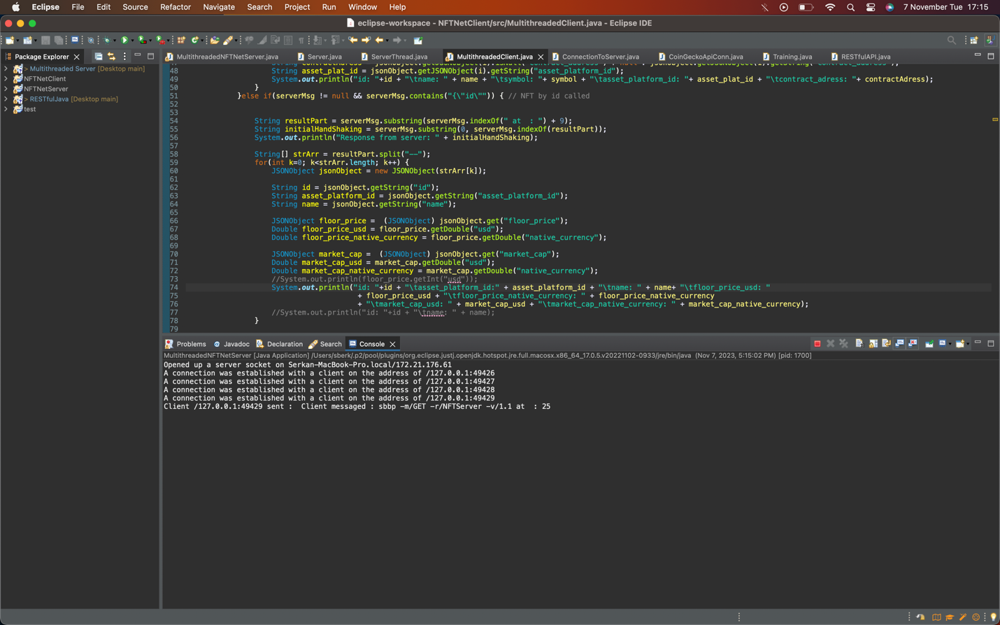 Eclipse File Edit Source Refactor Navigate Search Project Run Window Help 7 November Tue 17:15
eclipse-workspace - NFTNetClient/src/MultithreadedClient.java - Eclipse IDE
Package Explorer
> Multithreaded Server [Desktop main]
NFTNetClient
NFTNetServer
> RESTfulJava [Desktop main]
test
MultithreadedNFTNetServer.java Server.java ServerThread.java MultithreadedClient.java ConnectionToServer.java CoinGeckoApiConn.java Training.java RESTfulAPI.java
48 String asset_plat_id = jsonObject.getJSONObject(i).getString("asset_platform_id");
49 System.out.println("id: "+id + "\tname: " + name + "\tsymbol: "+ symbol + "\tasset_platform_id: "+ asset_plat_id + "\tcontract_adress: "+ contractAdress);
50 }
51 }else if(serverMsg != null && serverMsg.contains("{\"id\"")) { // NFT by id called
52
53
54 String resultPart = serverMsg.substring(serverMsg.indexOf(" at  : ") + 9);
55 String initialHandShaking = serverMsg.substring(0, serverMsg.indexOf(resultPart));
56 System.out.println("Response from server: " + initialHandShaking);
57
58 String[] strArr = resultPart.split("--");
59 for(int k=0; k<strArr.length; k++) {
60 JSONObject jsonObject = new JSONObject(strArr[k]);
61
62 String id = jsonObject.getString("id");
63 String asset_platform_id = jsonObject.getString("asset_platform_id");
64 String name = jsonObject.getString("name");
65
66 JSONObject floor_price =  (JSONObject) jsonObject.get("floor_price");
67 Double floor_price_usd = floor_price.getDouble("usd");
68 Double floor_price_native_currency = floor_price.getDouble("native_currency");
69
70 JSONObject market_cap =  (JSONObject) jsonObject.get("market_cap");
71 Double market_cap_usd = market_cap.getDouble("usd");
72 Double market_cap_native_currency = market_cap.getDouble("native_currency");
73 //System.out.println(floor_price.getInt("usd"));
74 System.out.println("id: "+id + "\tasset_platform_id:" + asset_platform_id + "\tname: " + name+ "\tfloor_price_usd: "
75 + floor_price_usd + "\tfloor_price_native_currency: " + floor_price_native_currency
76 + "\tmarket_cap_usd: " + market_cap_usd + "\tmarket_cap_native_currency: " + market_cap_native_currency);
77 //System.out.println("id: "+id + "\tname: " + name);
78 }
79
Problems Javadoc Declaration Search Console
MultithreadedNFTNetServer [Java Application] /Users/sberk/.p2/pool/plugins/org.eclipse.justj.openjdk.hotspot.jre.full.macosx.x86_64_17.0.5.v20221102-0933/jre/bin/java (Nov 7, 2023, 5:15:02 PM) [pid: 1700]
Opened up a server socket on Serkan-MacBook-Pro.local/172.21.176.61
A connection was established with a client on the address of /127.0.0.1:49426
A connection was established with a client on the address of /127.0.0.1:49427
A connection was established with a client on the address of /127.0.0.1:49428
A connection was established with a client on the address of /127.0.0.1:49429
Client /127.0.0.1:49429 sent :  Client messaged : sbbp -m/GET -r/NFTServer -v/1.1 at  : 25